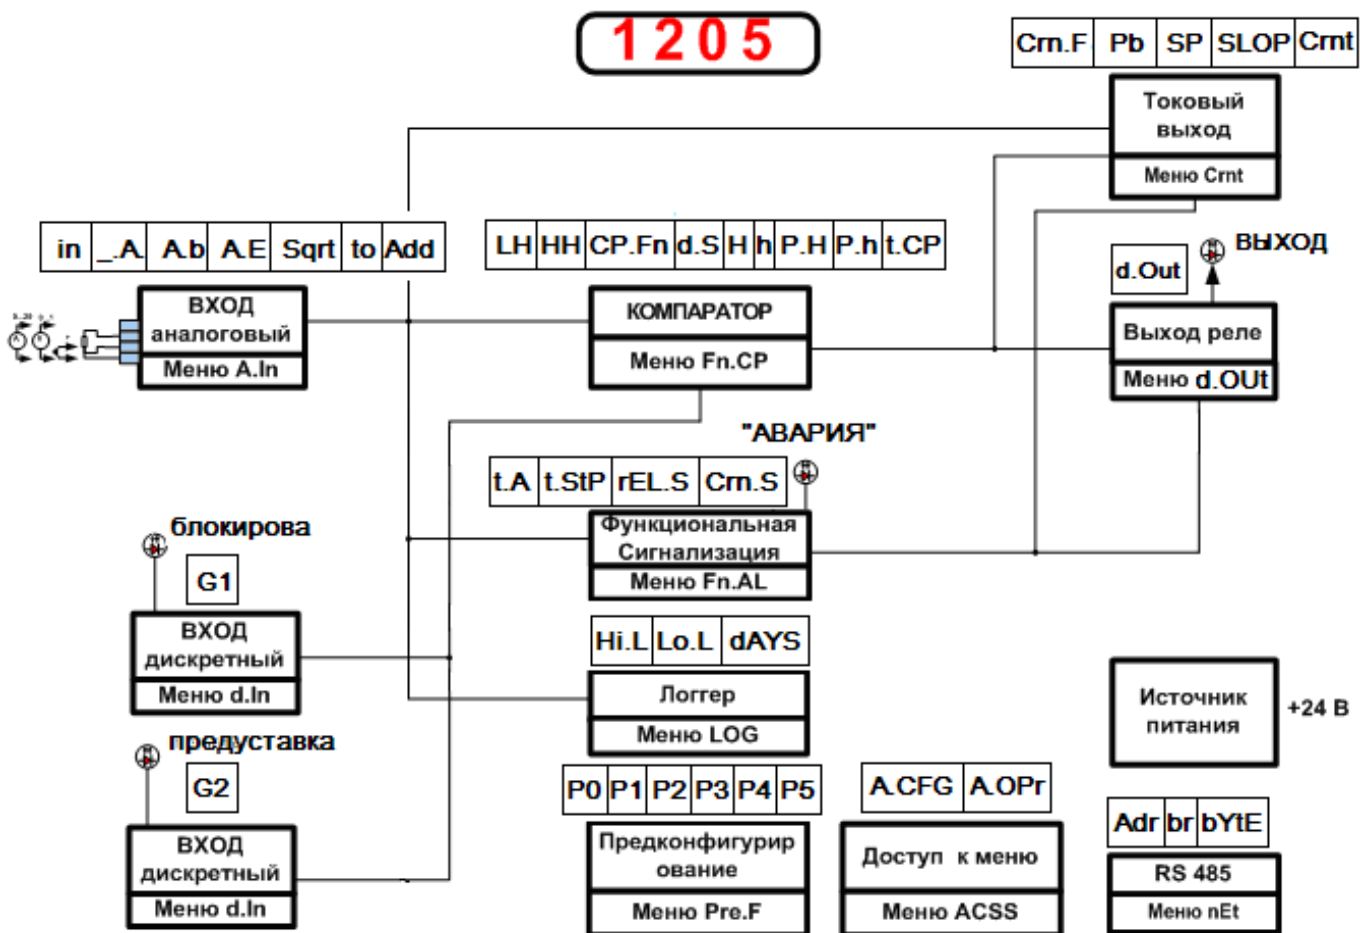 1205
Crn.F Pb SP SLOP Crnt
Токовый
выход
Меню Crnt
in _.A. A.b A.E Sqrt to Add
LH HH CP.Fn d.S H h P.H P.h t.CP
d.Out
ВЫХОД
ВХОД
аналоговый
Меню A.In
КОМПАРАТОР
Меню Fn.CP
Выход реле
Меню d.OUt
"АВАРИЯ"
t.A t.StP rEL.S Crn.S
Функциональная
Сигнализация
Меню Fn.AL
блокирова
G1
ВХОД
дискретный
Меню d.In
Hi.L Lo.L dAYS
Логгер
Меню LOG
Источник
питания
+24 В
предуставка
G2
ВХОД
дискретный
Меню d.In
P0 P1 P2 P3 P4 P5
Предконфигурир
ование
Меню Pre.F
A.CFG A.OPr
Доступ к меню
Меню ACSS
Adr br bYtE
RS 485
Меню nEt